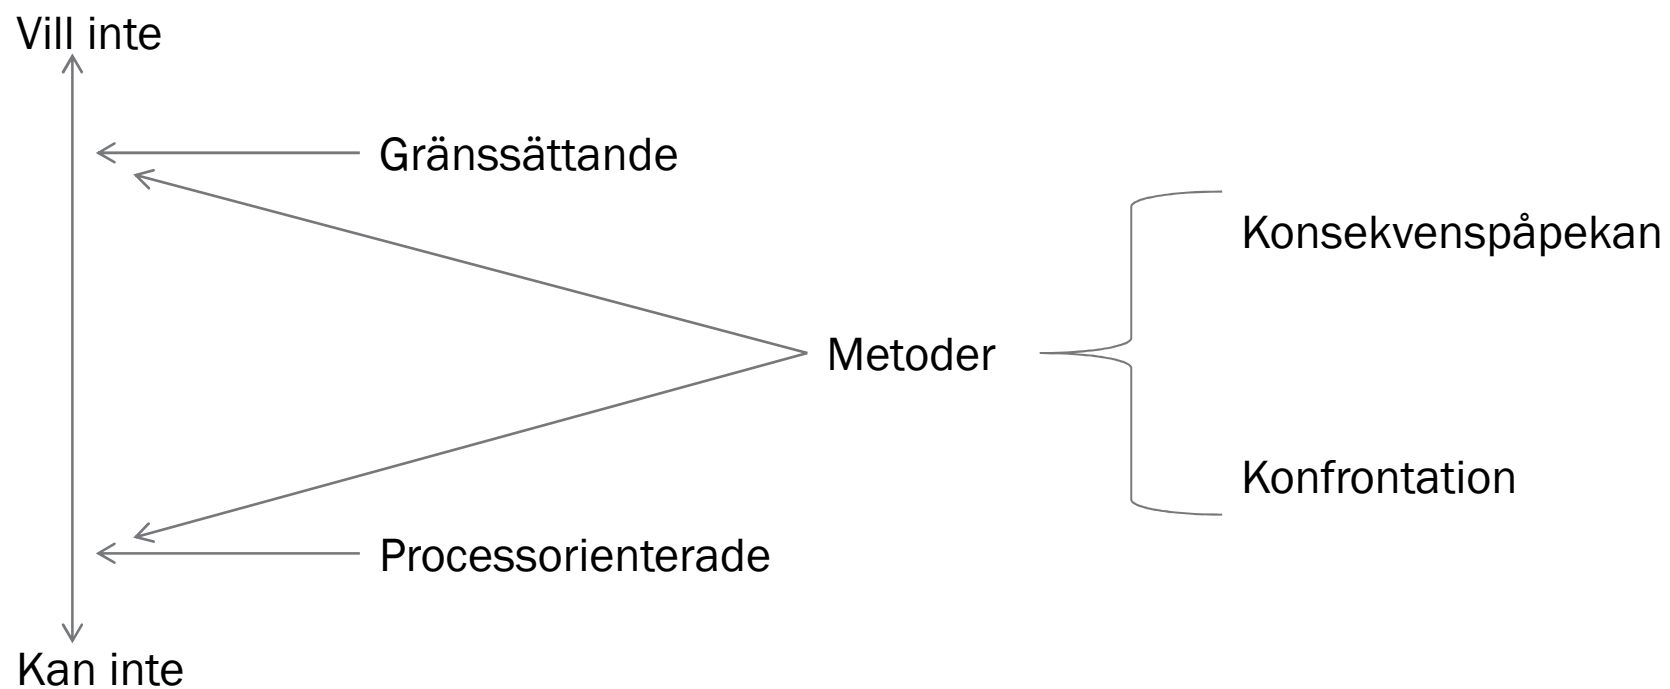 Vill inte
Gränssättande
Konsekvenspåpekan
Metoder
Konfrontation
Processorienterade
Kan inte